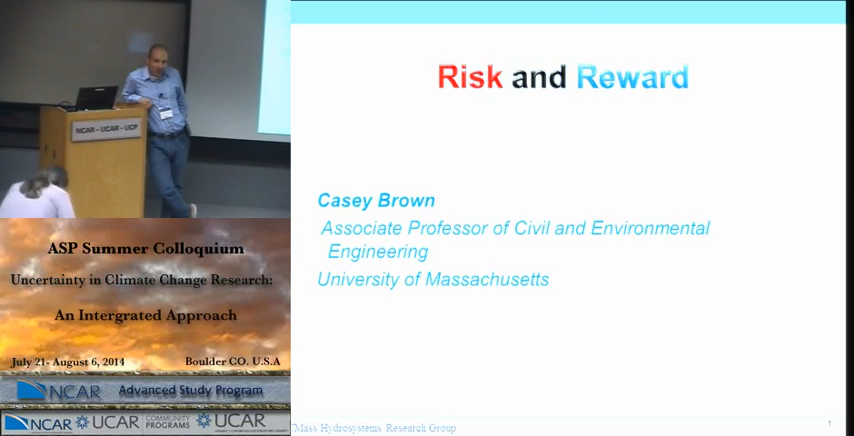 NCAR - UCAR - UCP
ASP Summer Colloquium
Uncertainty in Climate Change Research:
An Intergrated Approach
July 21- August 6, 2014 Boulder CO. U.S.A
NCAR Advanced Study Program
NCAR UCAR COMMUNITY PROGRAMS UCAR
Risk and Reward
Casey Brown
Associate Professor of Civil and Environmental
Engineering
University of Massachusetts
Mass Hydrosystems Research Group
1